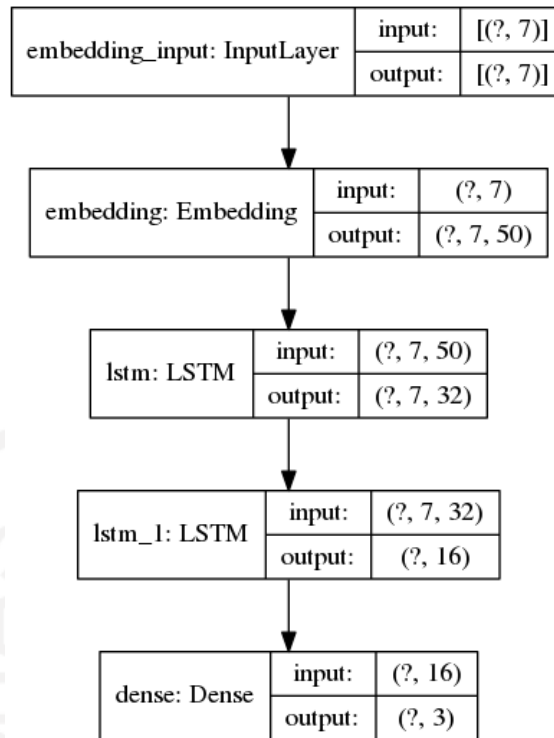 embedding_input: InputLayer
input: [(?, 7)]
output: [(?, 7)]
embedding: Embedding
input: (?, 7)
output: (?, 7, 50)
lstm: LSTM
input: (?, 7, 50)
output: (?, 7, 32)
lstm_1: LSTM
input: (?, 7, 32)
output: (?, 16)
dense: Dense
input: (?, 16)
output: (?, 3)